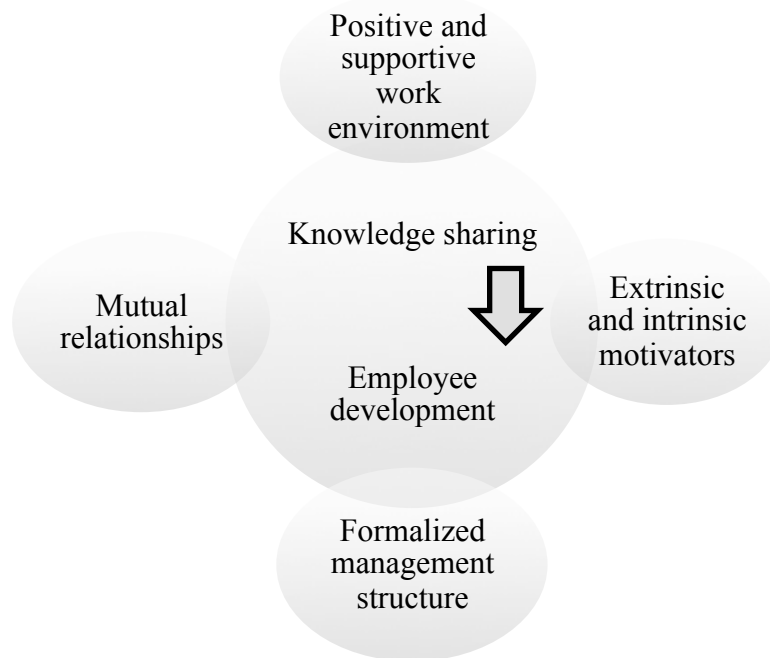 Positive and
supportive
work
environment
Knowledge sharing
Mutual
relationships
Extrinsic
and intrinsic
motivators
Employee
development
Formalized
management
structure